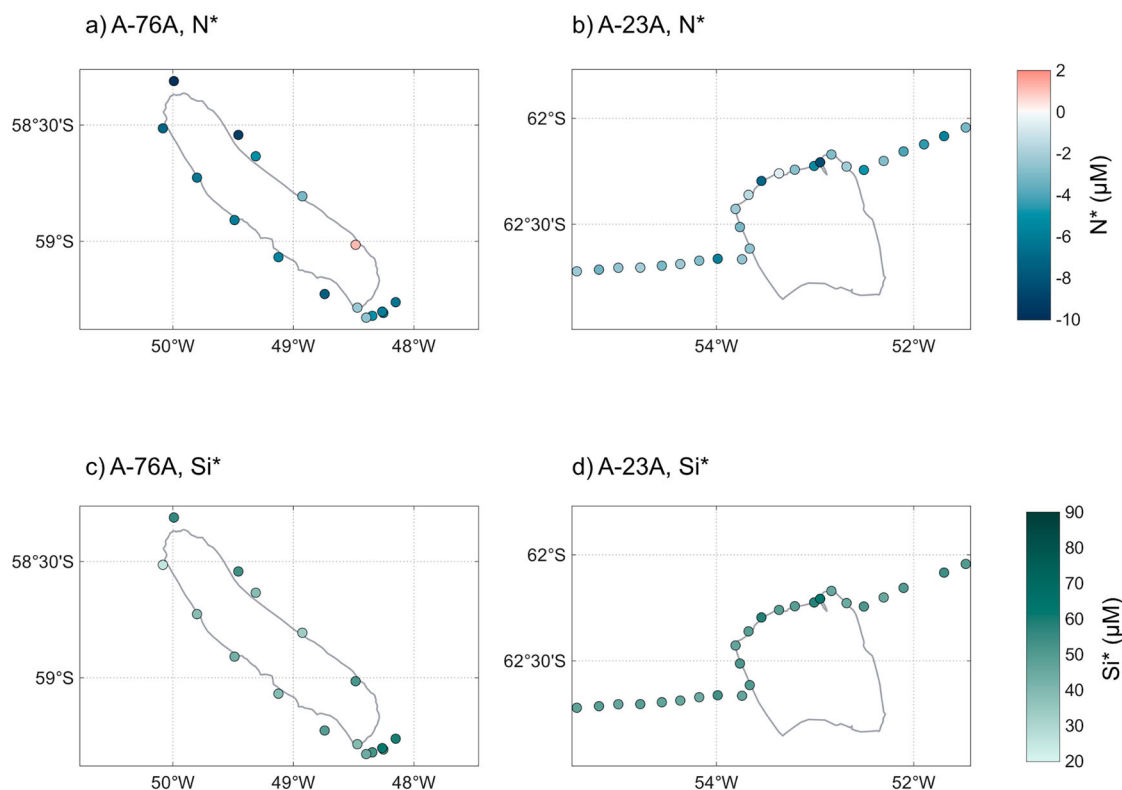 a) A-76A, N*
b) A-23A, N*
58°30'S
59°S
50°W
49°W
48°W
62°S
62°30'S
54°W
52°W
2
0
-2
-4
-6
-8
-10
N* (µM)
c) A-76A, Si*
d) A-23A, Si*
58°30'S
59°S
50°W
49°W
48°W
62°S
62°30'S
54°W
52°W
90
80
70
60
50
40
30
20
Si* (µM)